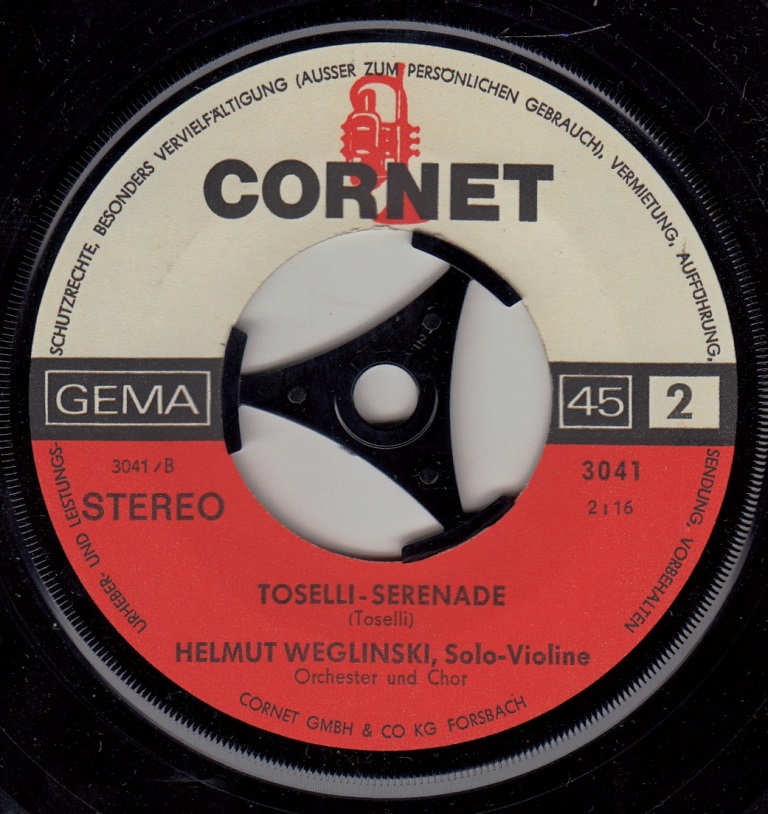 URHEBER- UND LEISTUNGS-
SCHUTZRECHTE, BESONDERS VERVIELFÄLTIGUNG (AUSSER ZUM PERSÖNLICHEN GEBRAUCH), VERMIETUNG, AUFFÜHRUNG,
SENDUNG, VORBEHALTEN
CORNET
GEMA
45
2
3041/B
STEREO
3041
2:16
TOSELLI-SERENADE
(Toselli)
HELMUT WEGLINSKI, Solo-Violine
Orchester und Chor
CORNET GMBH & CO KG FORSBACH